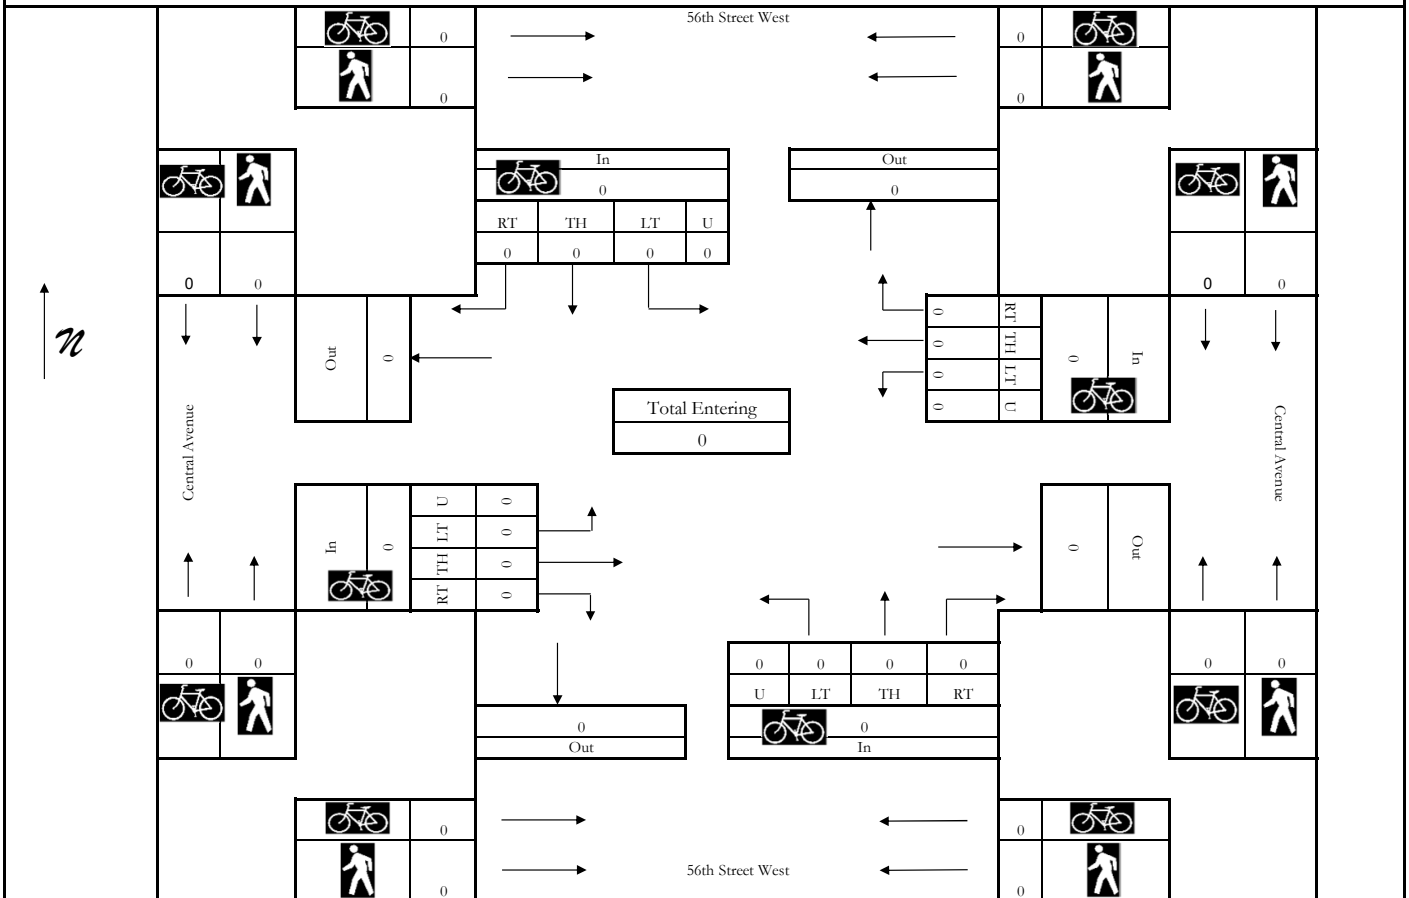 56th Street West
0 0
0 0
In Out
0 0
RT TH LT U
0 0 0 0
0 0 0 0
N
Out 0
0 RT
0 TH
0 LT
0 U
0 In
Total Entering
0
Central Avenue
Central Avenue
In 0
U 0
LT 0
TH 0
RT 0
0 Out
0 0 0 0 0 0 0 0
U LT TH RT
0 0
Out In
0 0
56th Street West
0 0